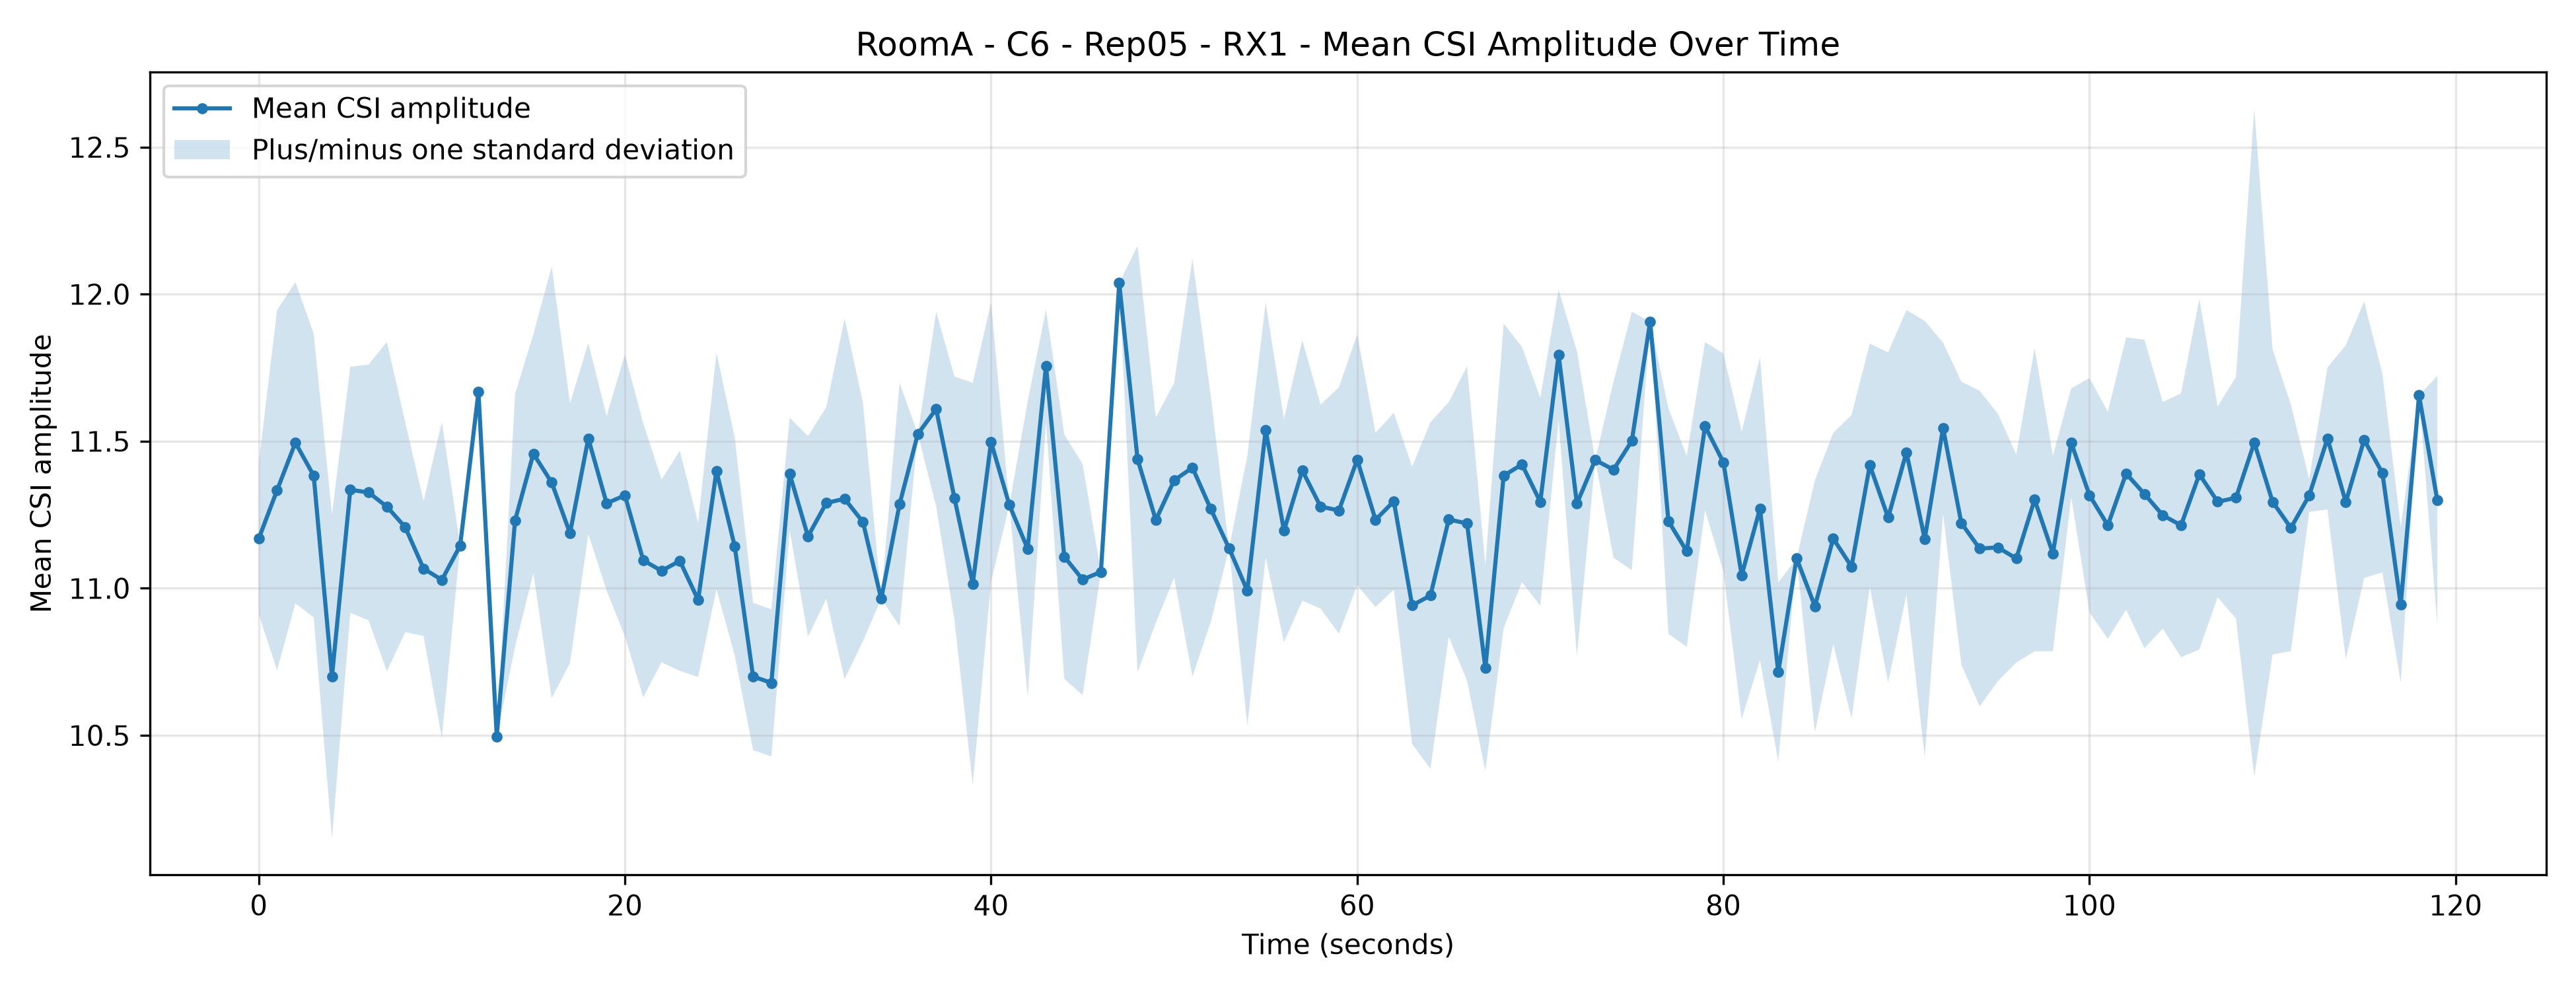 RoomA - C6 - Rep05 - RX1 - Mean CSI Amplitude Over Time
Mean CSI amplitude
Plus/minus one standard deviation
12.5
12.0
11.5
11.0
10.5
Mean CSI amplitude
0 20 40 60 80 100 120
Time (seconds)